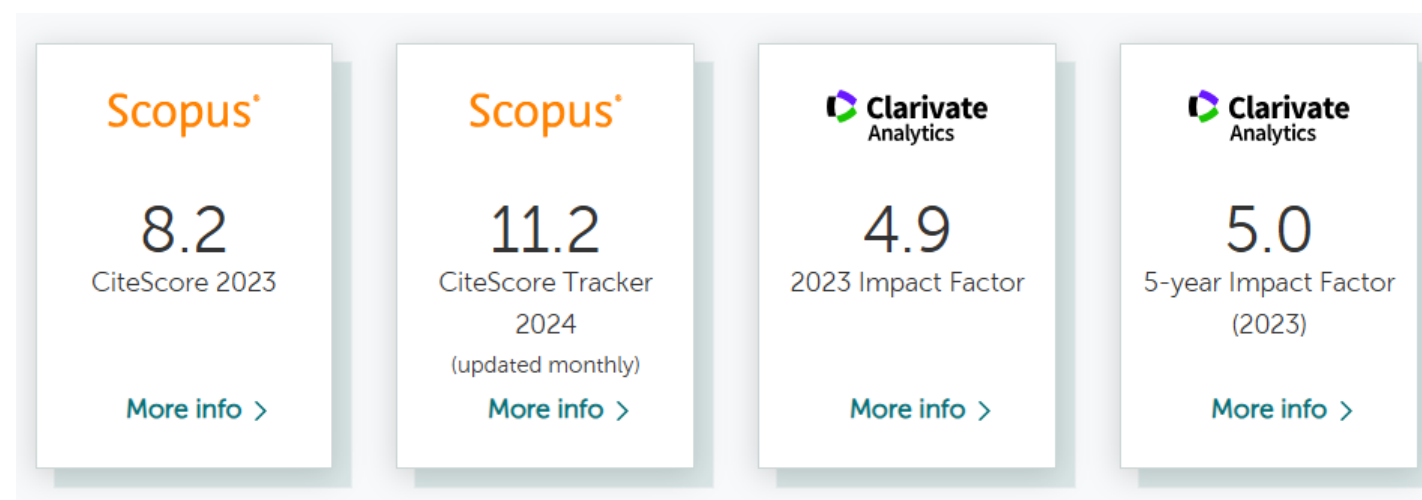 Scopus®
8.2
CiteScore 2023
More info >
Scopus®
11.2
CiteScore Tracker
2024
(updated monthly)
More info >
Clarivate
Analytics
4.9
2023 Impact Factor
More info >
Clarivate
Analytics
5.0
5-year Impact Factor
(2023)
More info >